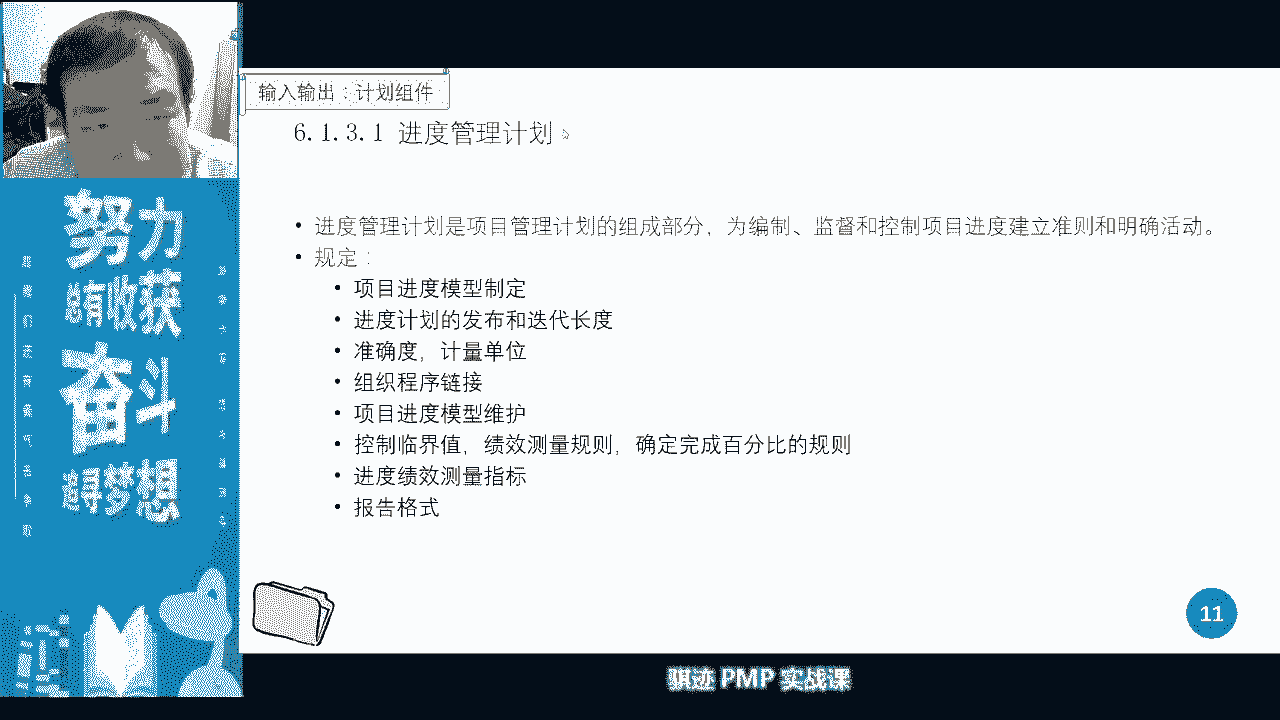 输入输出：计划组件
6.1.3.1 进度管理计划
• 进度管理计划是项目管理计划的组成部分，为编制、监督和控制项目进度建立准则和明确活动。
• 规定：
• 项目进度模型制定
• 进度计划的发布和迭代长度
• 准确度，计量单位
• 组织程序链接
• 项目进度模型维护
• 控制临界值，绩效测量规则，确定完成百分比的规则
• 进度绩效测量指标
• 报告格式
11
骐迹 PMP 实战课
努力
总有收获
奋斗
追寻梦想